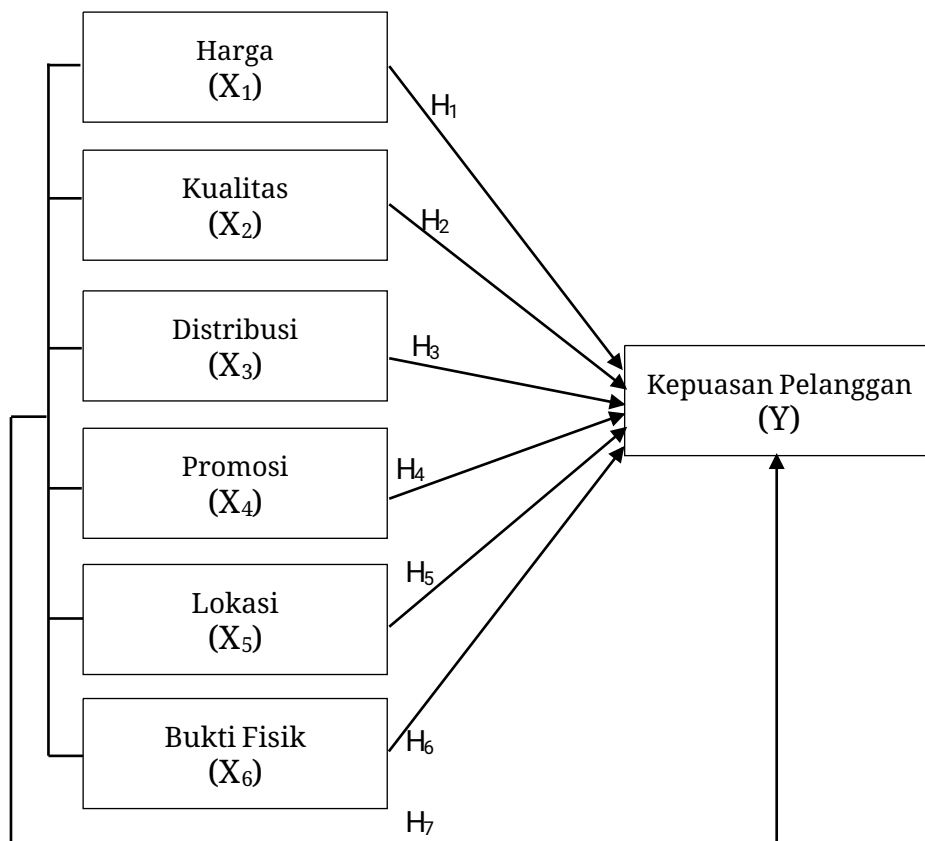 Harga
(X₁)
H₁
Kualitas
(X₂)
H₂
Distribusi
(X₃)
H₃
Kepuasan Pelanggan
(Y)
Promosi
(X₄)
H₄
Lokasi
(X₅)
H₅
Bukti Fisik
(X₆)
H₆
H₇